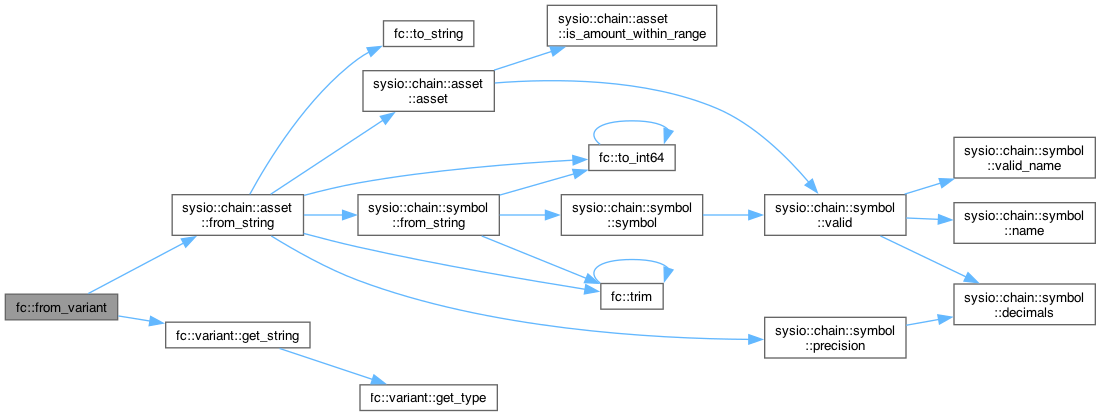 sysio::chain::asset
::is_amount_within_range
fc::to_string
sysio::chain::asset
::asset
fc::to_int64
sysio::chain::symbol
::valid_name
sysio::chain::asset
::from_string
sysio::chain::symbol
::from_string
sysio::chain::symbol
::symbol
sysio::chain::symbol
::valid
sysio::chain::symbol
::name
fc::trim
fc::from_variant
sysio::chain::symbol
::decimals
fc::variant::get_string
sysio::chain::symbol
::precision
fc::variant::get_type